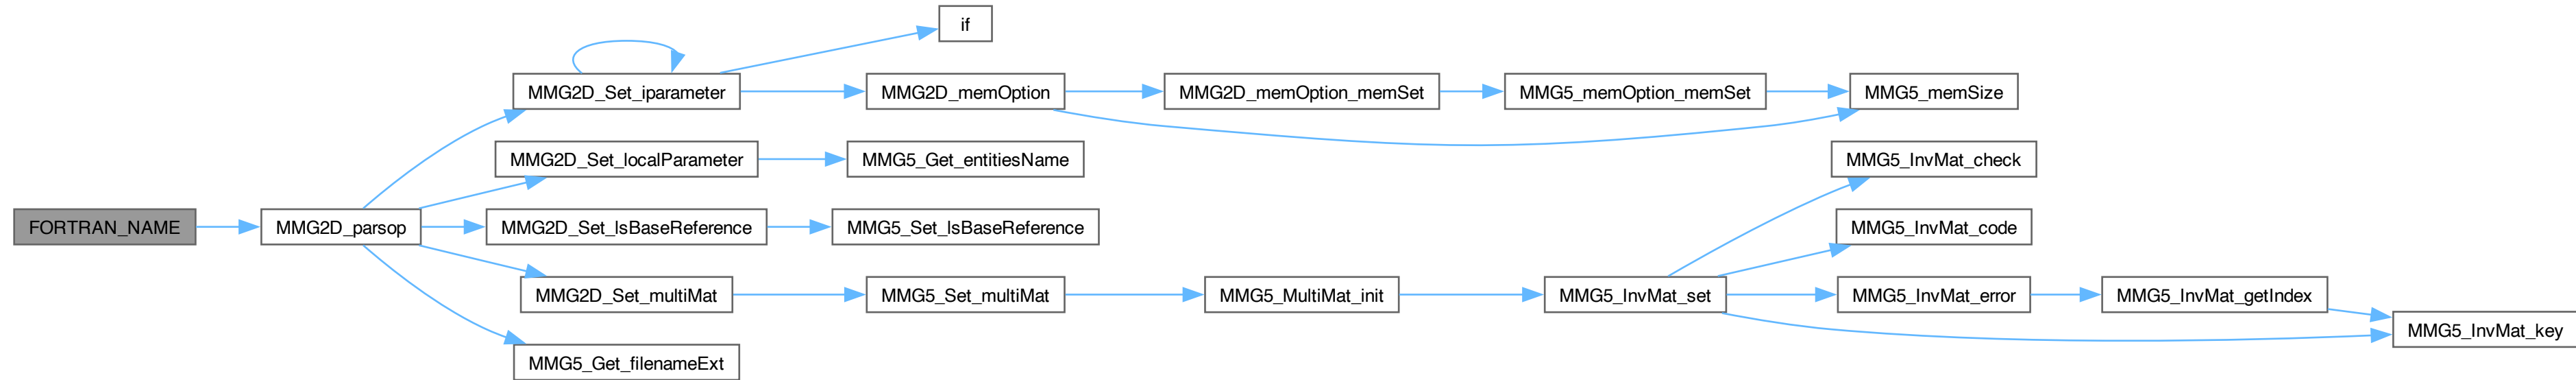 if
MMG2D_Set_iparameter
MMG2D_memOption
MMG2D_memOption_memSet
MMG5_memOption_memSet
MMG5_memSize
MMG2D_Set_localParameter
MMG5_Get_entitiesName
MMG5_InvMat_check
FORTRAN_NAME
MMG2D_parsop
MMG2D_Set_lsBaseReference
MMG5_Set_lsBaseReference
MMG5_InvMat_code
MMG2D_Set_multiMat
MMG5_Set_multiMat
MMG5_MultiMat_init
MMG5_InvMat_set
MMG5_InvMat_error
MMG5_InvMat_getIndex
MMG5_InvMat_key
MMG5_Get_filenameExt